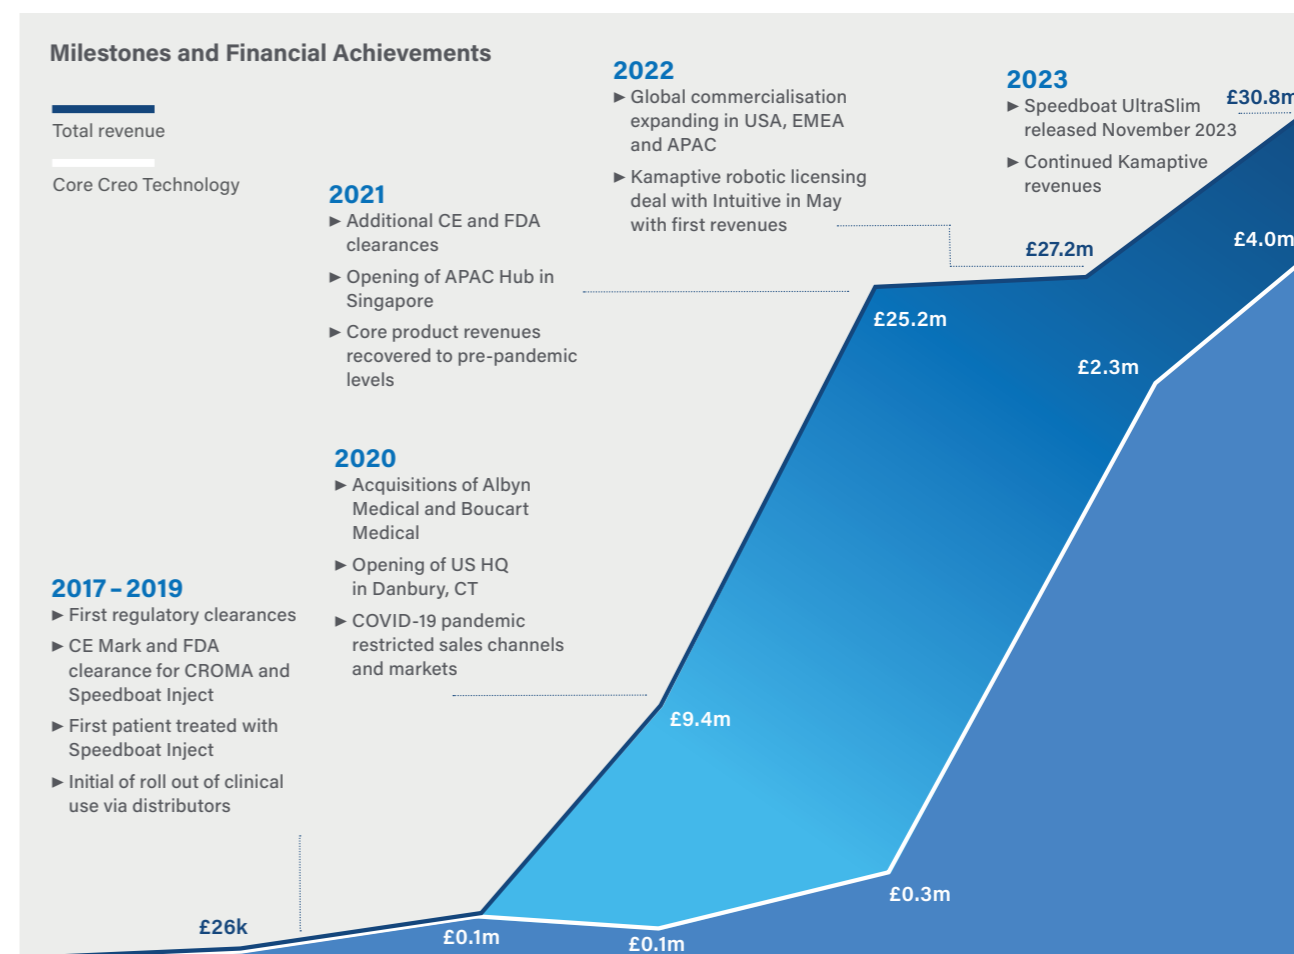 Milestones and Financial Achievements
Total revenue
Core Creo Technology
2017 – 2019
► First regulatory clearances
► CE Mark and FDA
clearance for CROMA and
Speedboat Inject
► First patient treated with
Speedboat Inject
► Initial of roll out of clinical
use via distributors
2020
► Acquisitions of Albyn
Medical and Boucart
Medical
► Opening of US HQ
in Danbury, CT
► COVID-19 pandemic
restricted sales channels
and markets
2021
► Additional CE and FDA
clearances
► Opening of APAC Hub in
Singapore
► Core product revenues
recovered to pre-pandemic
levels
2022
► Global commercialisation
expanding in USA, EMEA
and APAC
► Kamaptive robotic licensing
deal with Intuitive in May
with first revenues
2023
► Speedboat UltraSlim
released November 2023
► Continued Kamaptive
revenues
£26k
£9.4m
£25.2m
£27.2m
£30.8m
£0.1m
£0.1m
£0.3m
£2.3m
£4.0m